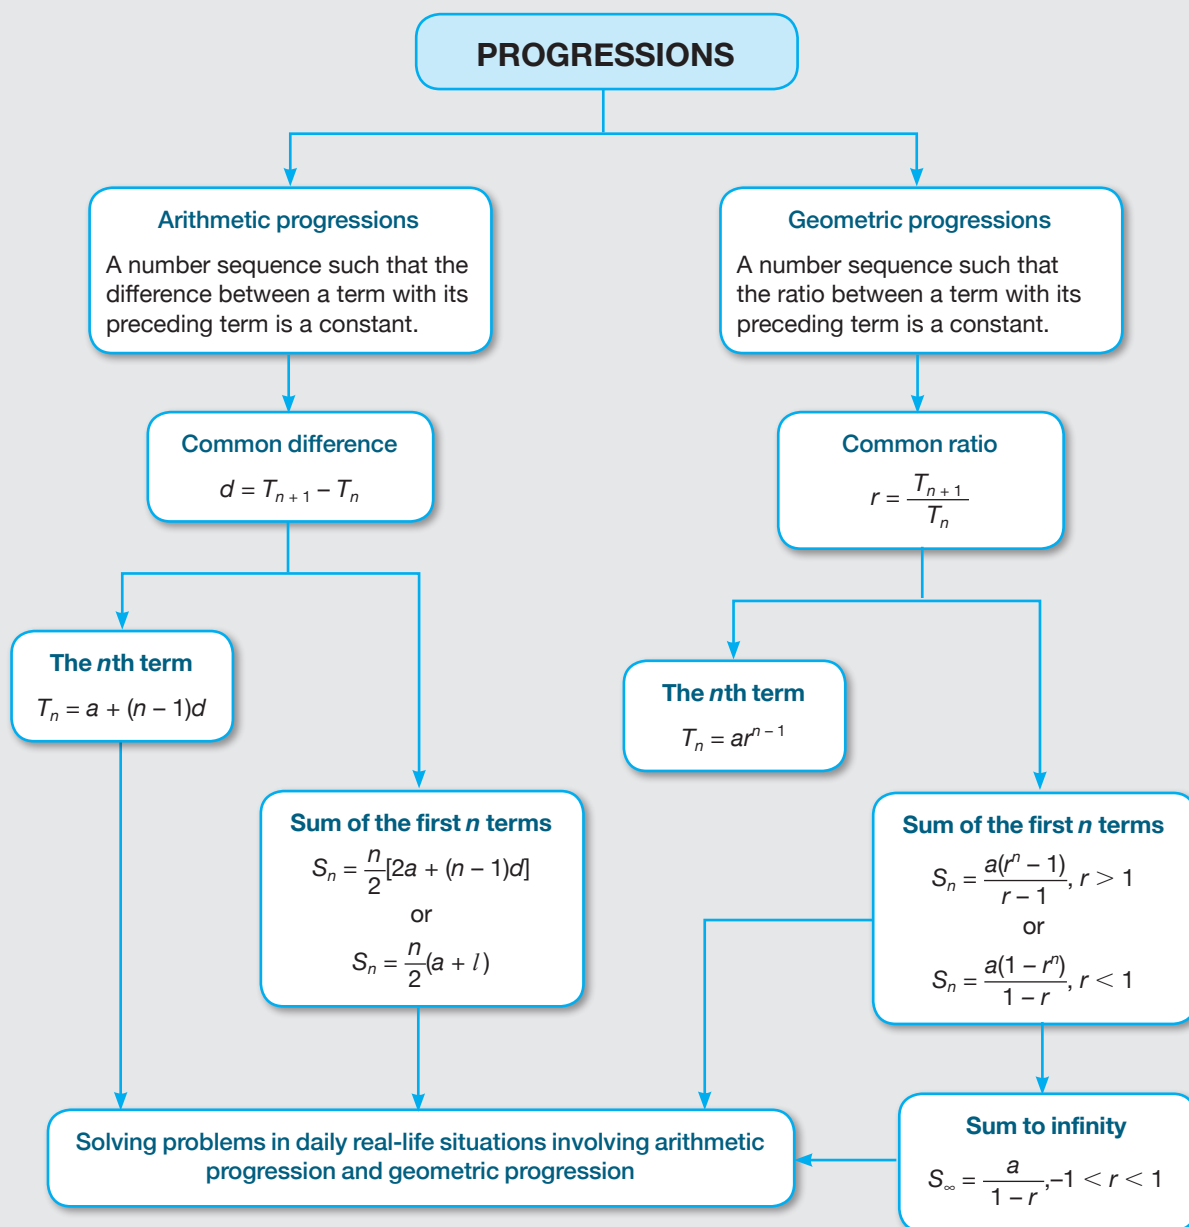 PROGRESSIONS
Arithmetic progressions
A number sequence such that the
difference between a term with its
preceding term is a constant.
Geometric progressions
A number sequence such that
the ratio between a term with its
preceding term is a constant.
Common difference
d = Tₙ ₊ ₁ – Tₙ
Common ratio
r = Tₙ ₊ ₁ / Tₙ
The nth term
Tₙ = a + (n – 1)d
The nth term
Tₙ = arⁿ ⁻ ¹
Sum of the first n terms
Sₙ = n/2 [2a + (n – 1)d]
or
Sₙ = n/2 (a + l)
Sum of the first n terms
Sₙ = a(rⁿ – 1) / r – 1, r > 1
or
Sₙ = a(1 – rⁿ) / 1 – r, r < 1
Solving problems in daily real-life situations involving arithmetic
progression and geometric progression
Sum to infinity
S∞ = a / 1 – r, –1 < r < 1